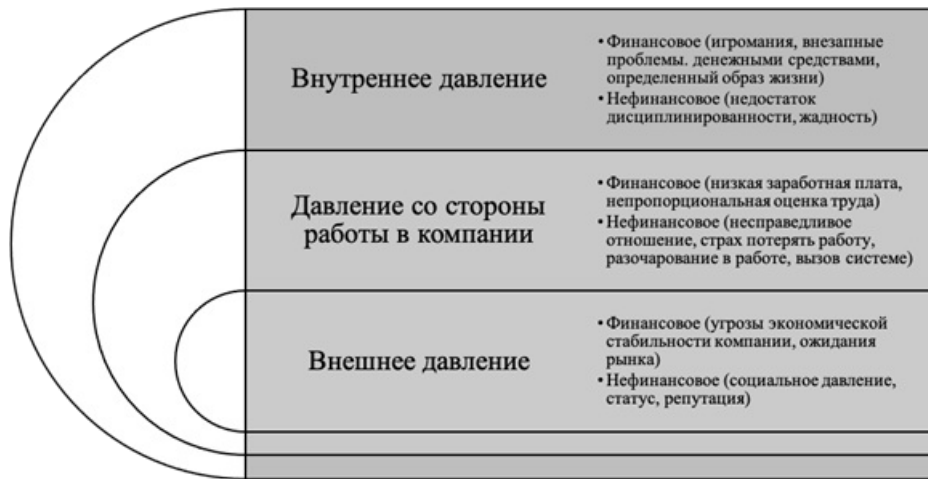 Внутреннее давление
• Финансовое (игромания, внезапные
проблемы. денежными средствами,
определенный образ жизни)
• Нефинансовое (недостаток
дисциплинированности, жадность)
Давление со стороны
работы в компании
• Финансовое (низкая заработная плата,
непропорциональная оценка труда)
• Нефинансовое (несправедливое
отношение, страх потерять работу,
разочарование в работе, вызов системе)
Внешнее давление
• Финансовое (угрозы экономической
стабильности компании, ожидания
рынка)
• Нефинансовое (социальное давление,
статус, репутация)